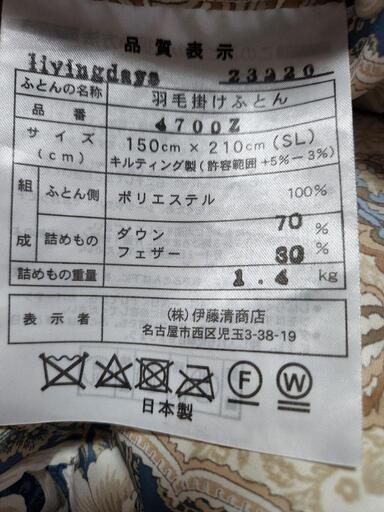 品質表示
livingdays 23220
ふとんの名称 羽毛掛けふとん
品番 4700Z
サイズ (cm) 150cm×210cm(SL)
キルティング製(許容範囲+5%−3%)
組成 ふとん側 ポリエステル 100%
詰めもの ダウン 70%
フェザー 30%
詰めもの重量 1.4kg
表示者 (株)伊藤清商店
名古屋市西区児玉3-38-19
F W
日本製